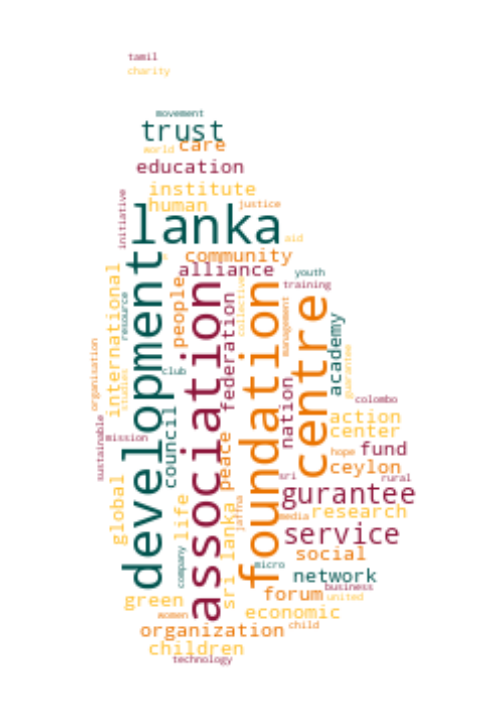 tamil
charity
movement
trust
world care
education
institute
human justice
initiative
lanka
aid
community
alliance
youth
training
international
resource
development
people
association
federation
collective
foundation
management
centre
academy
guarantee
organisation
studies
club
colombo
nation
action
council
center
mission
sustainable
peace
hope
fund
ceylon
sri
rural
global
life
sri lanka
jaffna
gurantee
media
research
service
social
company
micro
network
business
green
forum
united
women
economic
organization
child
children
technology